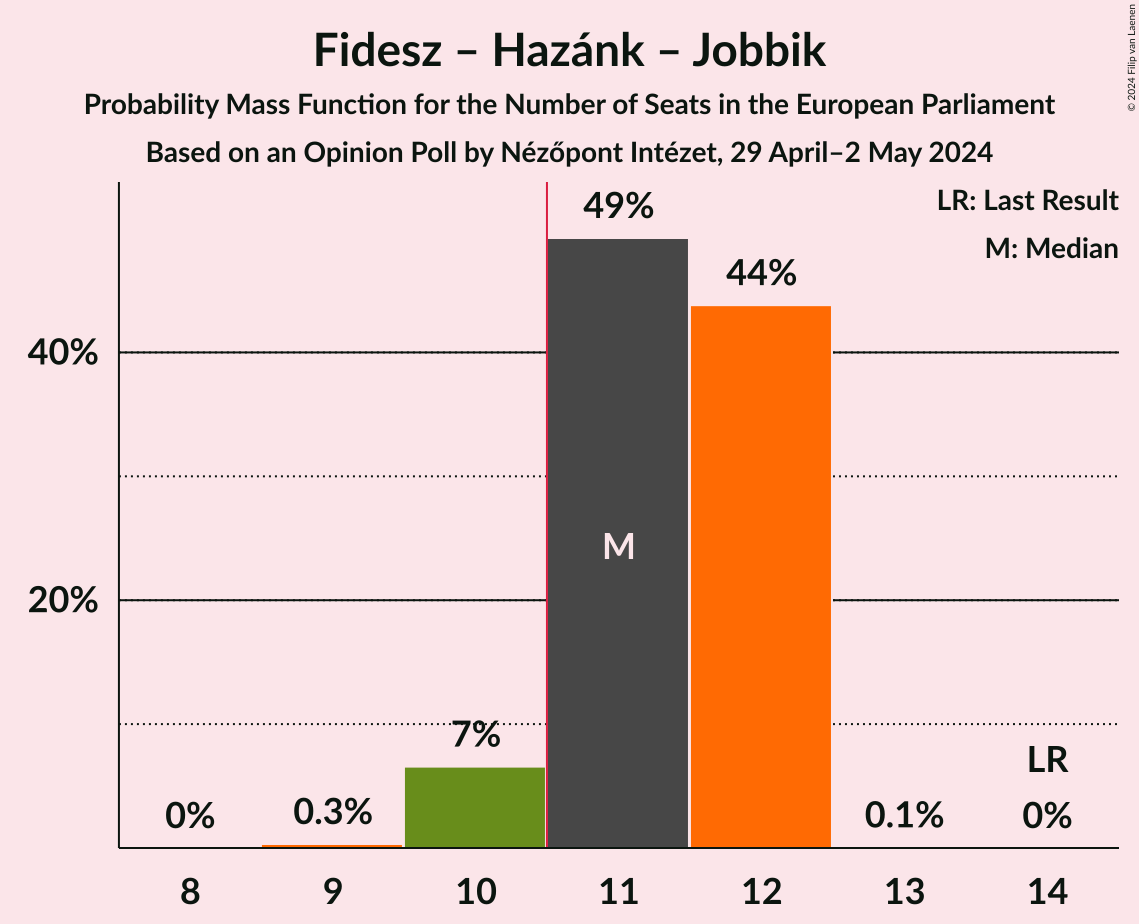 Fidesz – Hazánk – Jobbik
Probability Mass Function for the Number of Seats in the European Parliament
Based on an Opinion Poll by Nézőpont Intézet, 29 April–2 May 2024
© 2024 Filip van Laenen
LR: Last Result
M: Median
49%
44%
40%
M
20%
7%
LR
0%
0.3%
0.1%
0%
8
9
10
11
12
13
14